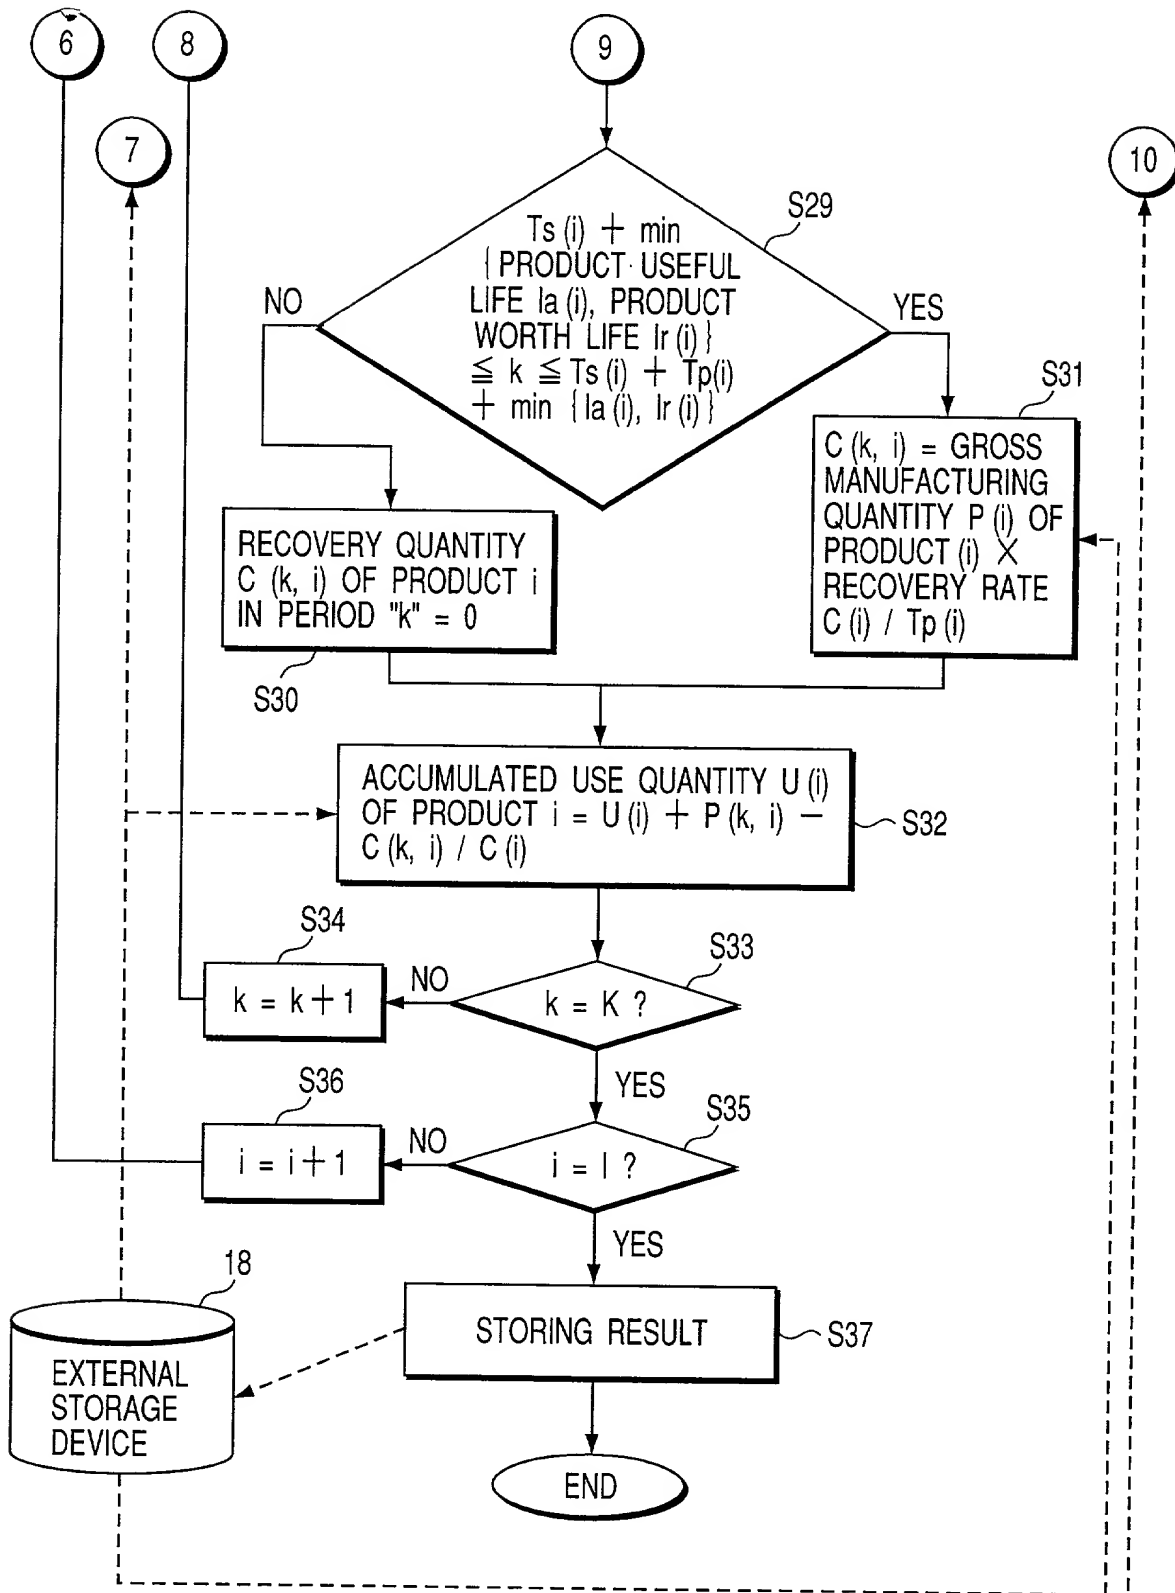 6
8
9
7
10
S29
Ts (i) + min
{ PRODUCT USEFUL
LIFE la (i), PRODUCT
WORTH LIFE lr (i) }
≦ k ≦ Ts (i) + Tp(i)
+ min { la (i), lr (i) }
NO
YES
S31
C (k, i) = GROSS
MANUFACTURING
QUANTITY P (i) OF
PRODUCT (i) ×
RECOVERY RATE
C (i) / Tp (i)
RECOVERY QUANTITY
C (k, i) OF PRODUCT i
IN PERIOD "k" = 0
S30
ACCUMULATED USE QUANTITY U (i)
OF PRODUCT i = U (i) + P (k, i) −
C (k, i) / C (i)
S32
S34
k = k + 1
NO
S33
k = K ?
YES
S36
i = i + 1
NO
S35
i = I ?
YES
18
EXTERNAL
STORAGE
DEVICE
STORING RESULT
S37
END